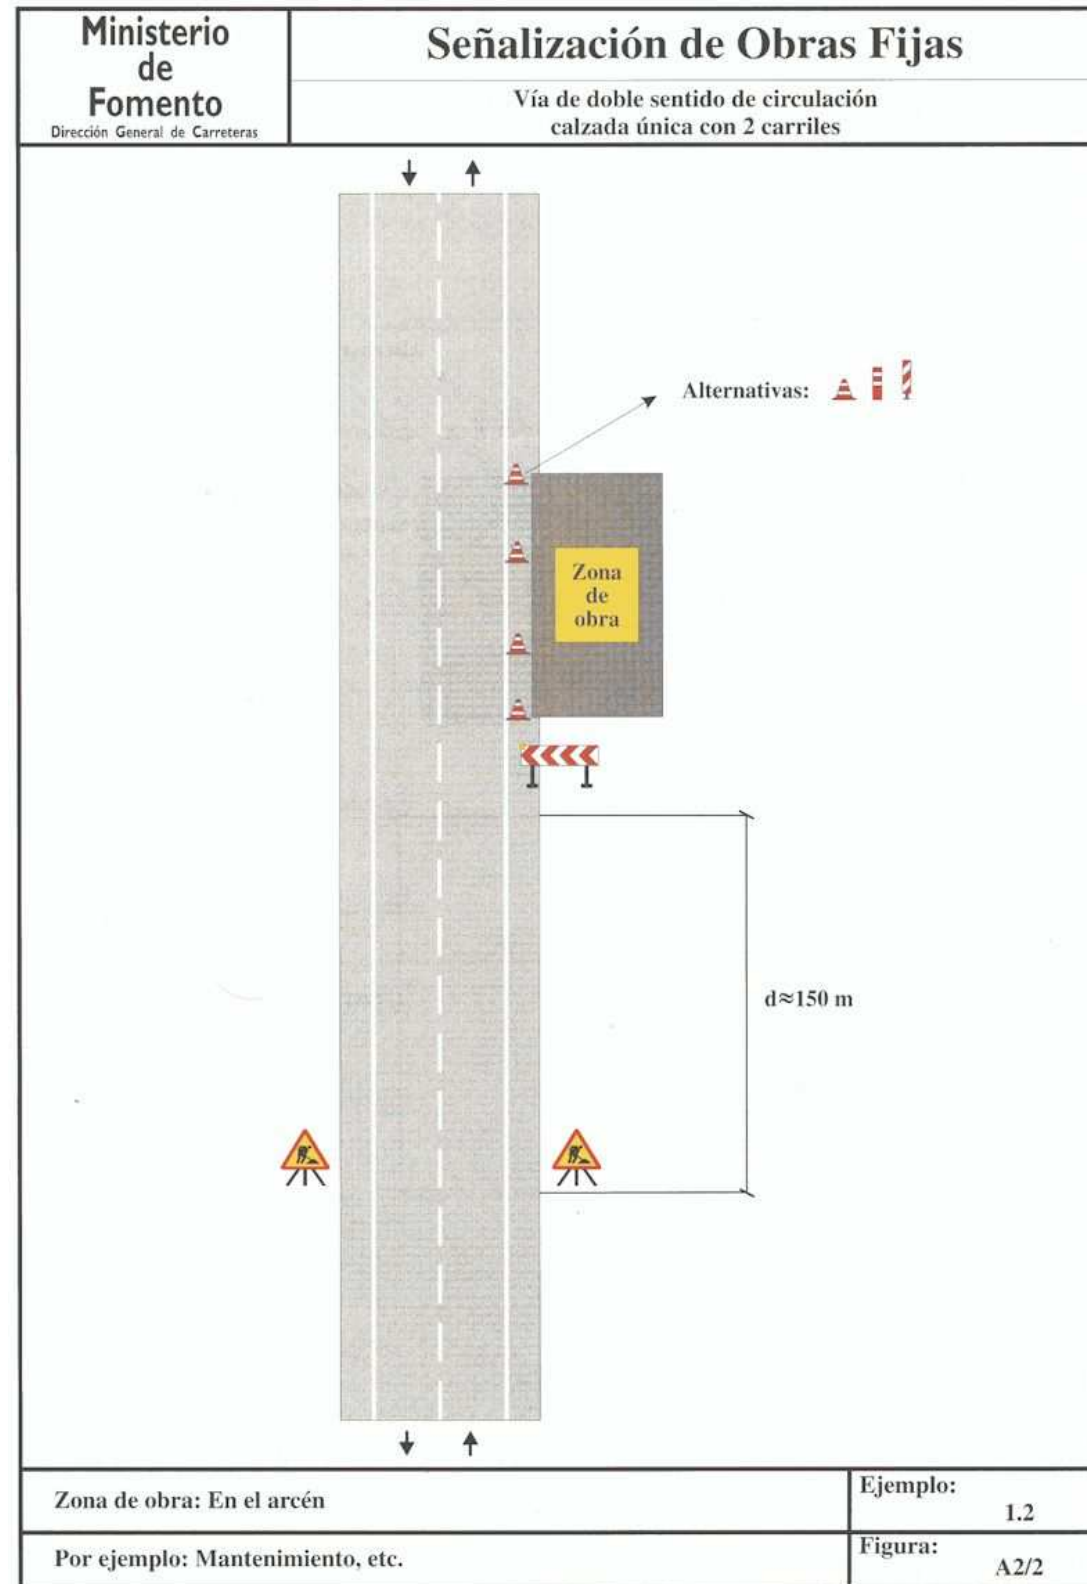 Ministerio
de
Fomento
Dirección General de Carreteras
Señalización de Obras Fijas
Vía de doble sentido de circulación
calzada única con 2 carriles
Alternativas:
Zona
de
obra
d≈150 m
Zona de obra: En el arcén
Ejemplo:
1.2
Por ejemplo: Mantenimiento, etc.
Figura:
A2/2